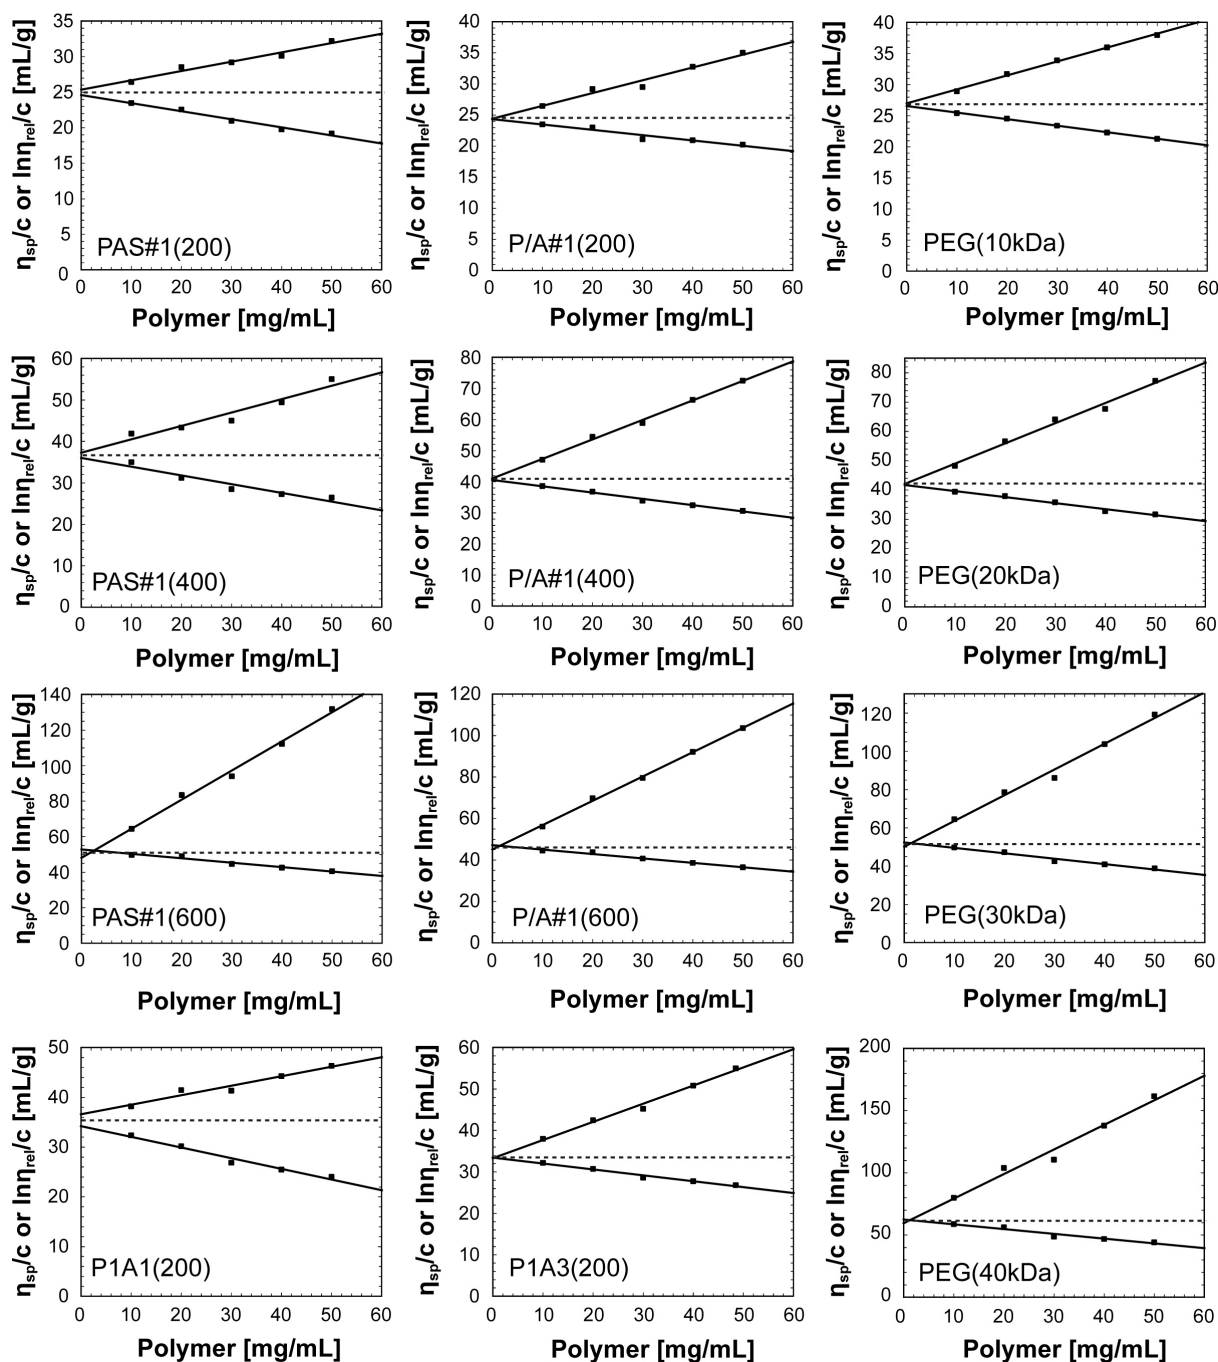 ηsp/c or lnηrel/c [mL/g]
35
30
25
20
15
10
5
0
PAS#1(200)
0 10 20 30 40 50 60
Polymer [mg/mL]
ηsp/c or lnηrel/c [mL/g]
40
35
30
25
20
15
10
5
0
P/A#1(200)
0 10 20 30 40 50 60
Polymer [mg/mL]
ηsp/c or lnηrel/c [mL/g]
40
35
30
25
20
15
10
5
0
PEG(10kDa)
0 10 20 30 40 50 60
Polymer [mg/mL]
ηsp/c or lnηrel/c [mL/g]
60
50
40
30
20
10
0
PAS#1(400)
0 10 20 30 40 50 60
Polymer [mg/mL]
ηsp/c or lnηrel/c [mL/g]
80
70
60
50
40
30
20
10
0
P/A#1(400)
0 10 20 30 40 50 60
Polymer [mg/mL]
ηsp/c or lnηrel/c [mL/g]
80
70
60
50
40
30
20
10
0
PEG(20kDa)
0 10 20 30 40 50 60
Polymer [mg/mL]
ηsp/c or lnηrel/c [mL/g]
140
120
100
80
60
40
20
0
PAS#1(600)
0 10 20 30 40 50 60
Polymer [mg/mL]
ηsp/c or lnηrel/c [mL/g]
120
100
80
60
40
20
0
P/A#1(600)
0 10 20 30 40 50 60
Polymer [mg/mL]
ηsp/c or lnηrel/c [mL/g]
120
100
80
60
40
20
0
PEG(30kDa)
0 10 20 30 40 50 60
Polymer [mg/mL]
ηsp/c or lnηrel/c [mL/g]
50
40
30
20
10
0
P1A1(200)
0 10 20 30 40 50 60
Polymer [mg/mL]
ηsp/c or lnηrel/c [mL/g]
60
50
40
30
20
10
0
P1A3(200)
0 10 20 30 40 50 60
Polymer [mg/mL]
ηsp/c or lnηrel/c [mL/g]
200
150
100
50
0
PEG(40kDa)
0 10 20 30 40 50 60
Polymer [mg/mL]